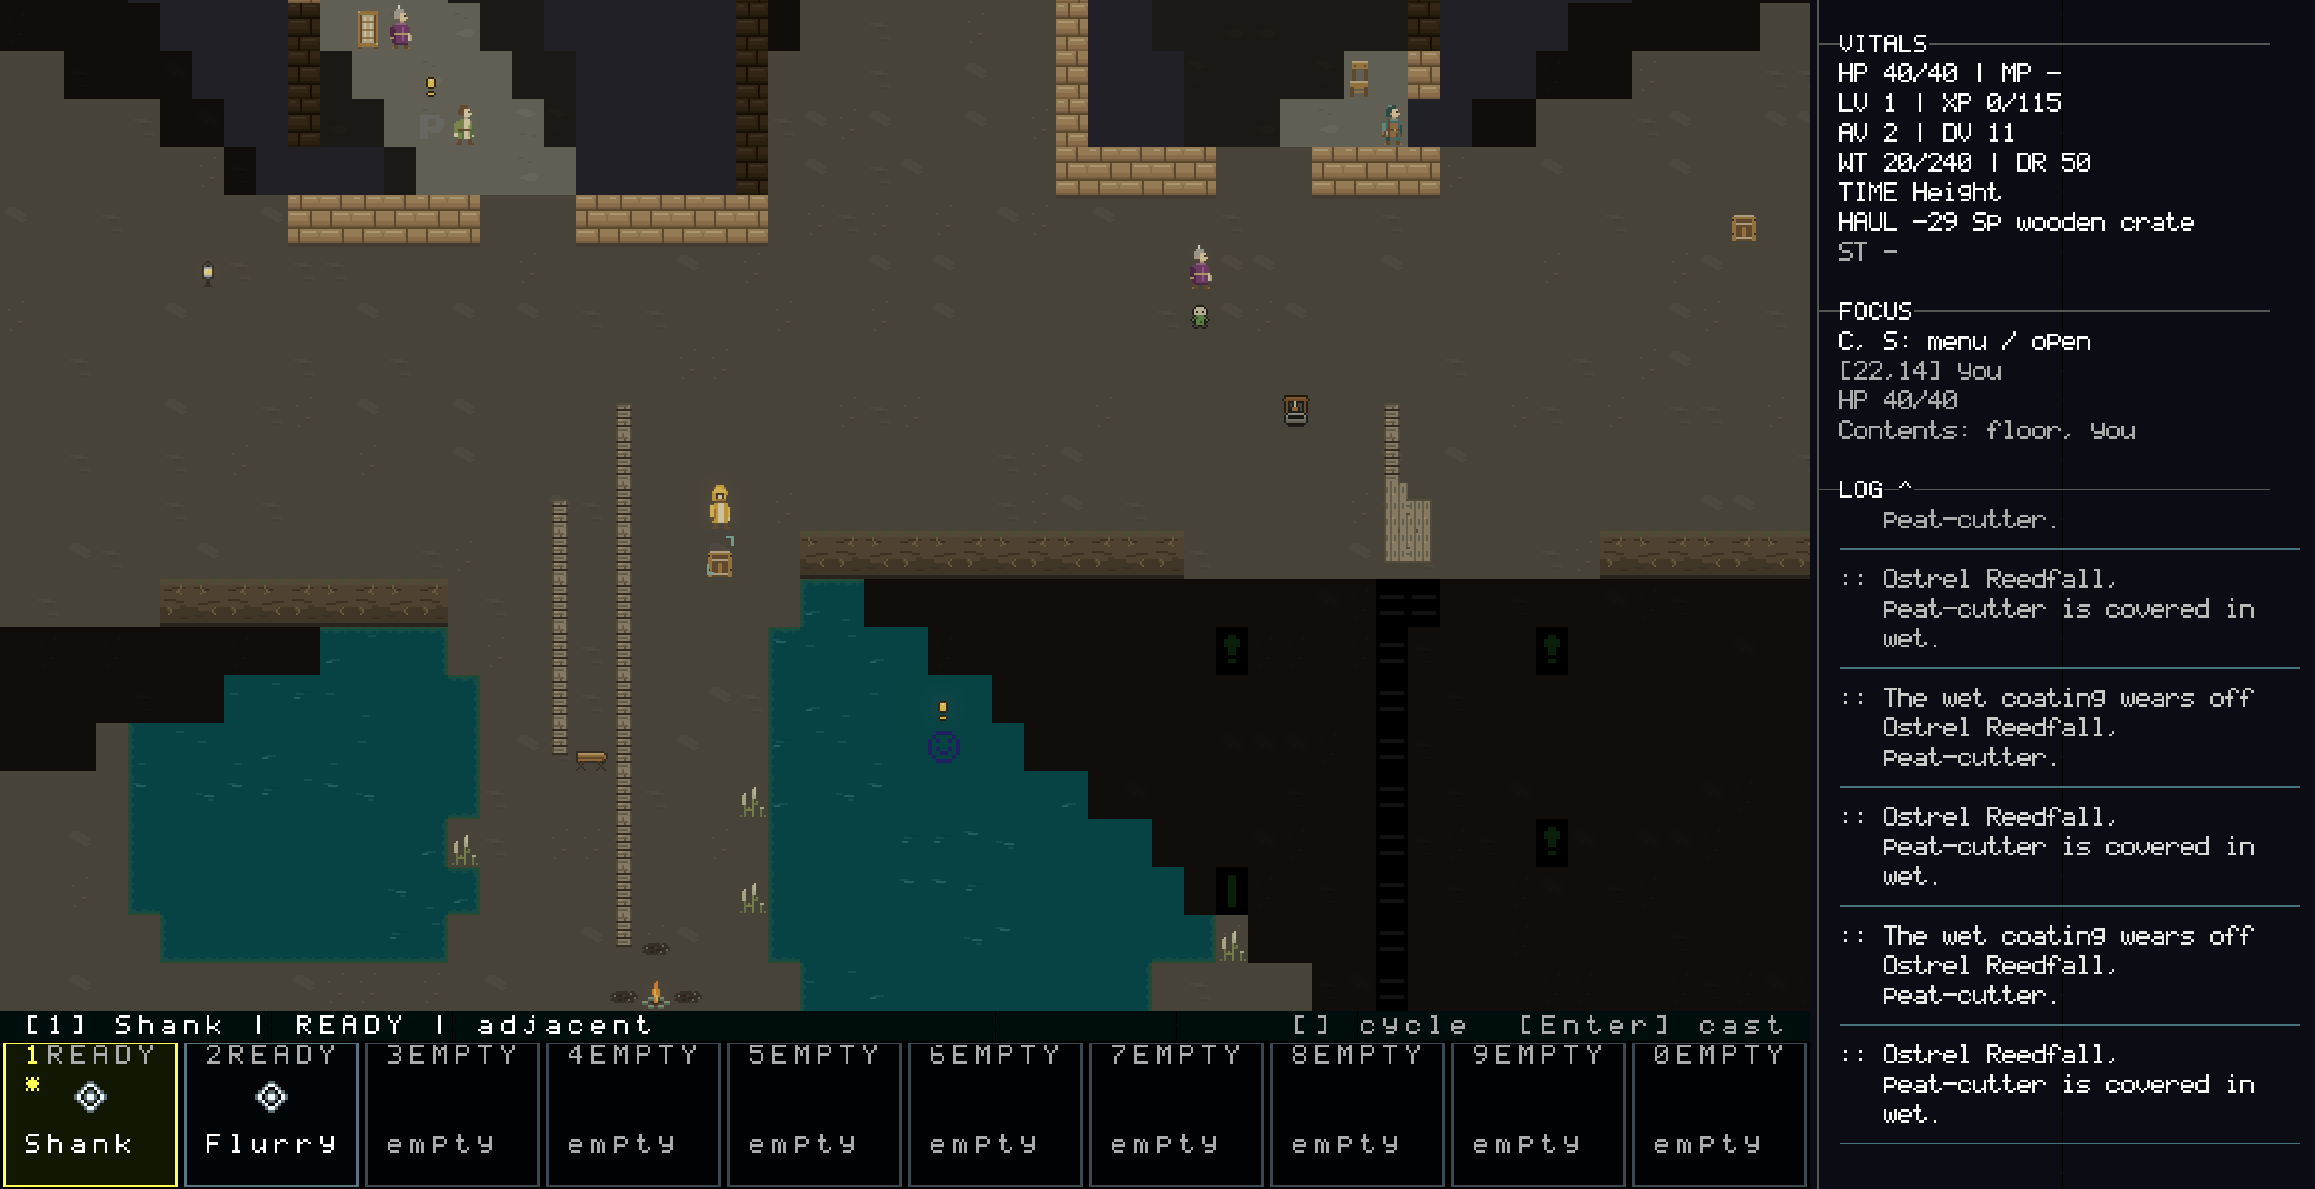 VITALS
HP 40/40 | MP -
LV 1 | XP 0/115
AV 2 | DV 11
WT 20/240 | DR 50
TIME Height
HAUL -29 Sp wooden crate
ST -
FOCUS
C, S: menu / open
[22,14] you
HP 40/40
Contents: floor, you
LOG ^
Peat-cutter.
:: Ostrel Reedfall,
Peat-cutter is covered in
wet.
:: The wet coating wears off
Ostrel Reedfall,
Peat-cutter.
:: Ostrel Reedfall,
Peat-cutter is covered in
wet.
:: The wet coating wears off
Ostrel Reedfall,
Peat-cutter.
:: Ostrel Reedfall,
Peat-cutter is covered in
wet.
P
[1] Shank | READY | adjacent
[] cycle [Enter] cast
1READY 2READY 3EMPTY 4EMPTY 5EMPTY 6EMPTY 7EMPTY 8EMPTY 9EMPTY 0EMPTY
Shank Flurry empty empty empty empty empty empty empty empty